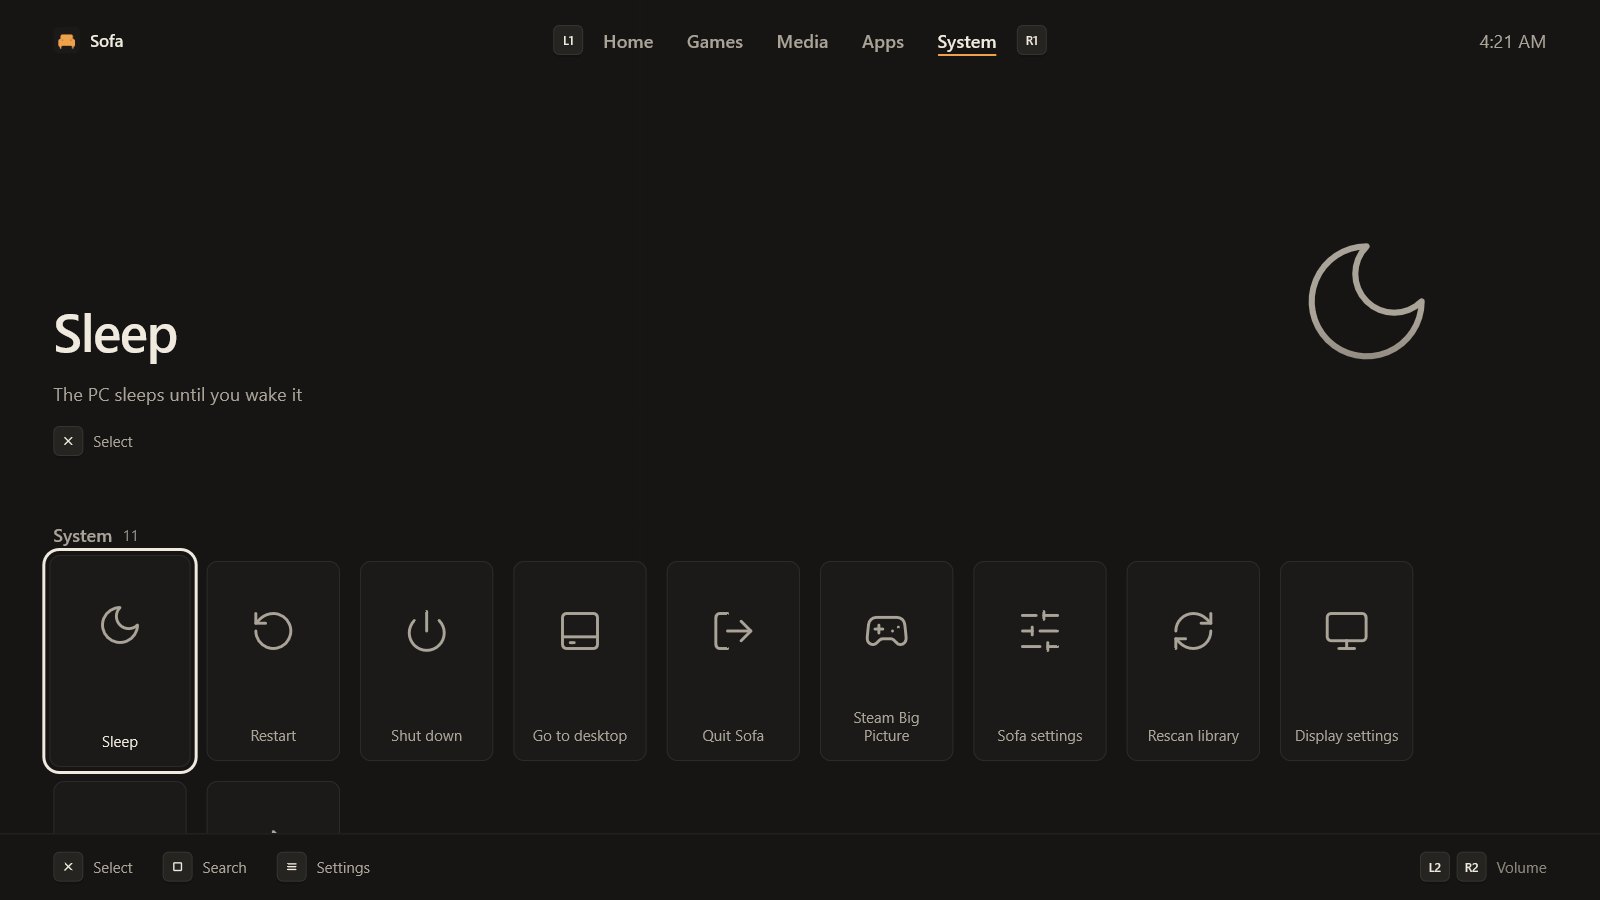 Sofa
L1 Home Games Media Apps System R1
4:21 AM
Sleep
The PC sleeps until you wake it
Select
System 11
Sleep
Restart
Shut down
Go to desktop
Quit Sofa
Steam Big
Picture
Sofa settings
Rescan library
Display settings
Select
Search
Settings
L2 R2 Volume